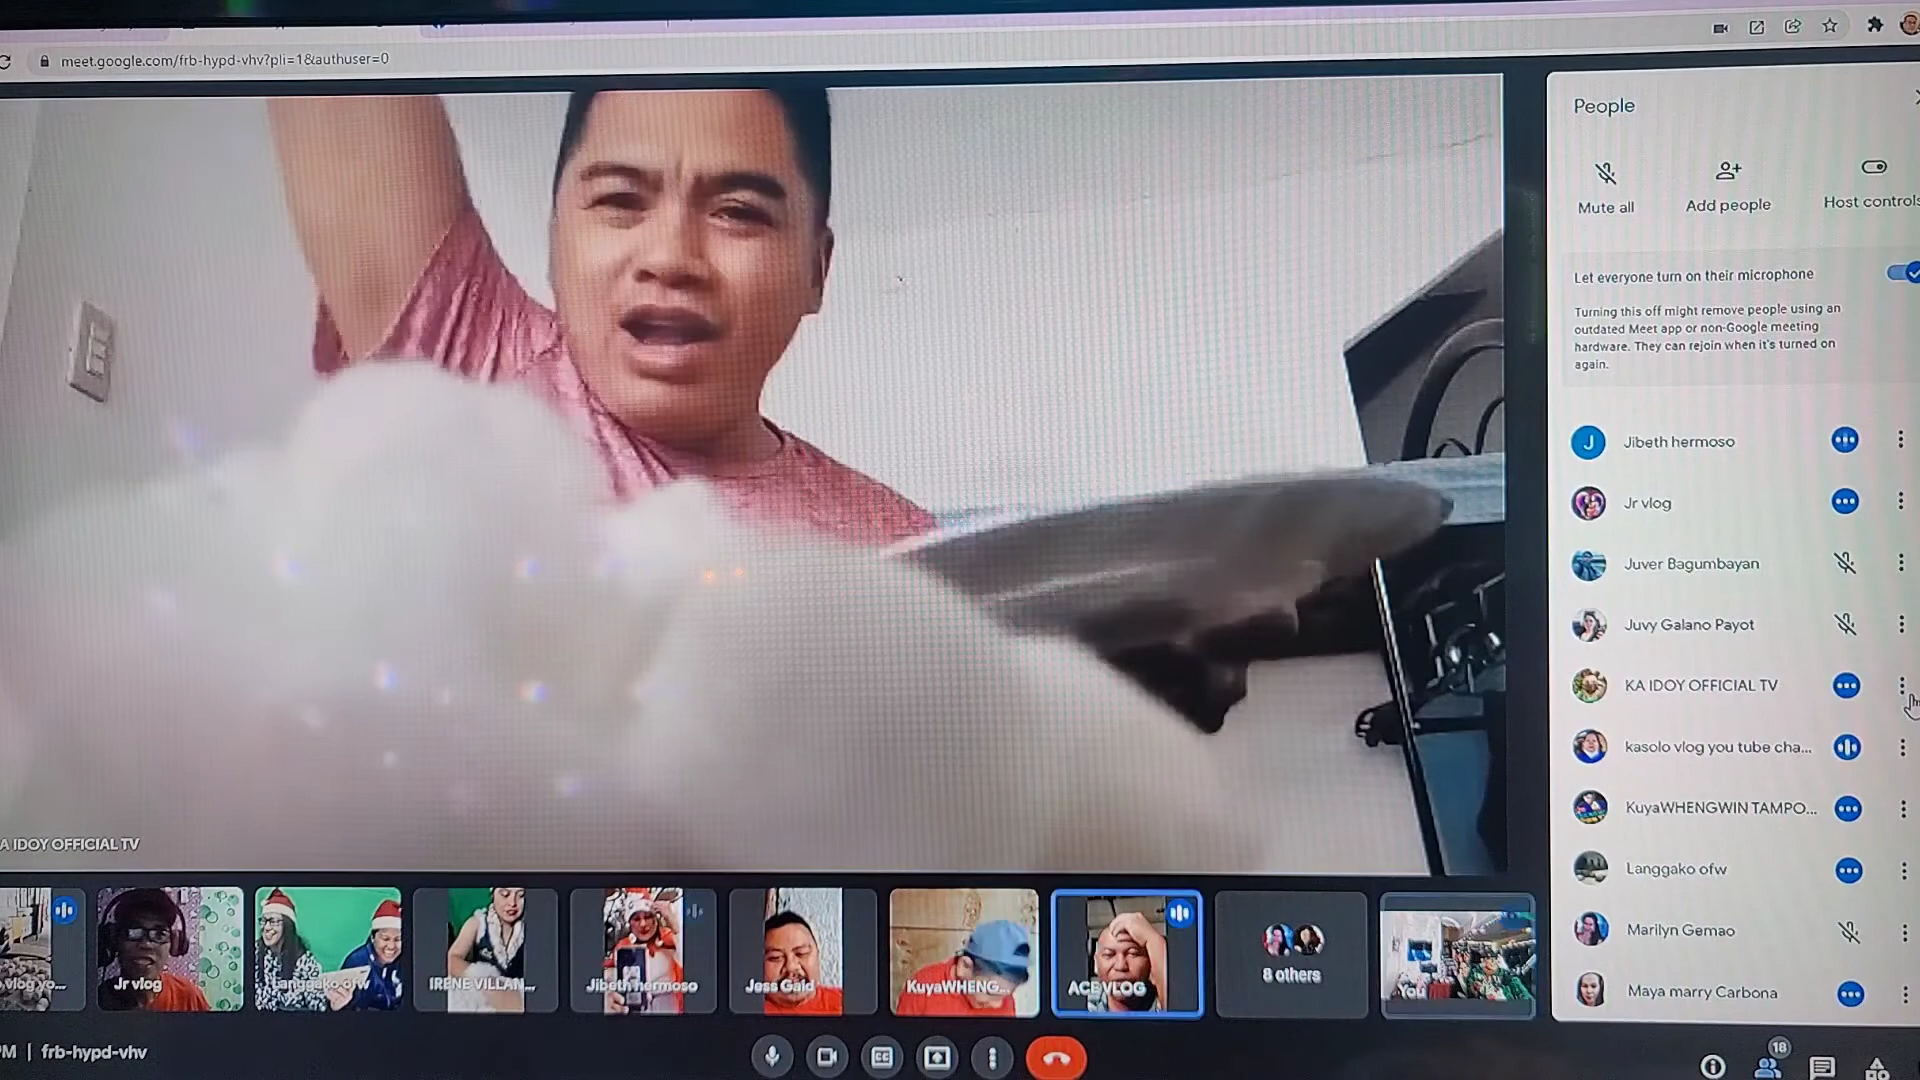 meet.google.com/frb-hypd-vhv?pli=1&authuser=0
People
Mute all
Add people
Host controls
Let everyone turn on their microphone
Turning this off might remove people using an
outdated Meet app or non-Google meeting
hardware. They can rejoin when it's turned on
again.
J
Jibeth hermoso
Jr vlog
Juver Bagumbayan
Juvy Galano Payot
KA IDOY OFFICIAL TV
kasolo vlog you tube cha...
KuyaWHENGWIN TAMPO...
Langgako ofw
Marilyn Gemao
Maya marry Carbona
A IDOY OFFICIAL TV
vlog yo...
Jr vlog
Langgako ofw
IRENE VILLAN...
Jibeth hermoso
Jess Gaid
KuyaWHENG...
ACE VLOG
8 others
You
PM | frb-hypd-vhv
CC
18